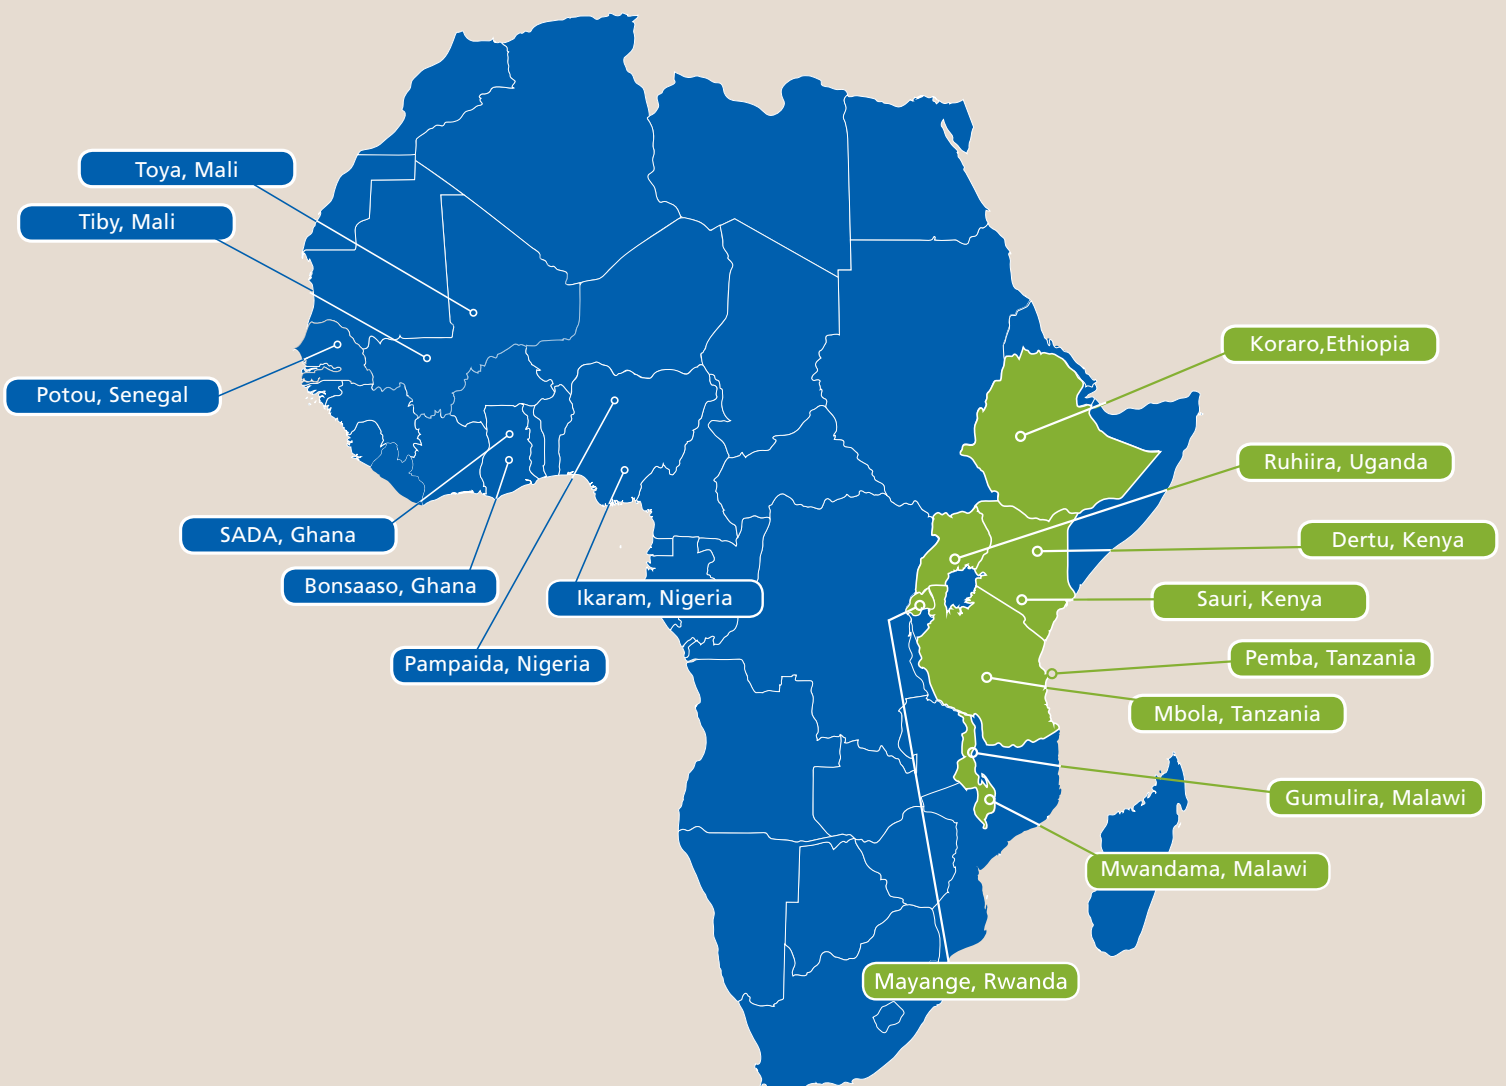 Toya, Mali
Tiby, Mali
Potou, Senegal
SADA, Ghana
Bonsaaso, Ghana
Ikaram, Nigeria
Pampaida, Nigeria
Koraro,Ethiopia
Ruhiira, Uganda
Dertu, Kenya
Sauri, Kenya
Pemba, Tanzania
Mbola, Tanzania
Gumulira, Malawi
Mwandama, Malawi
Mayange, Rwanda